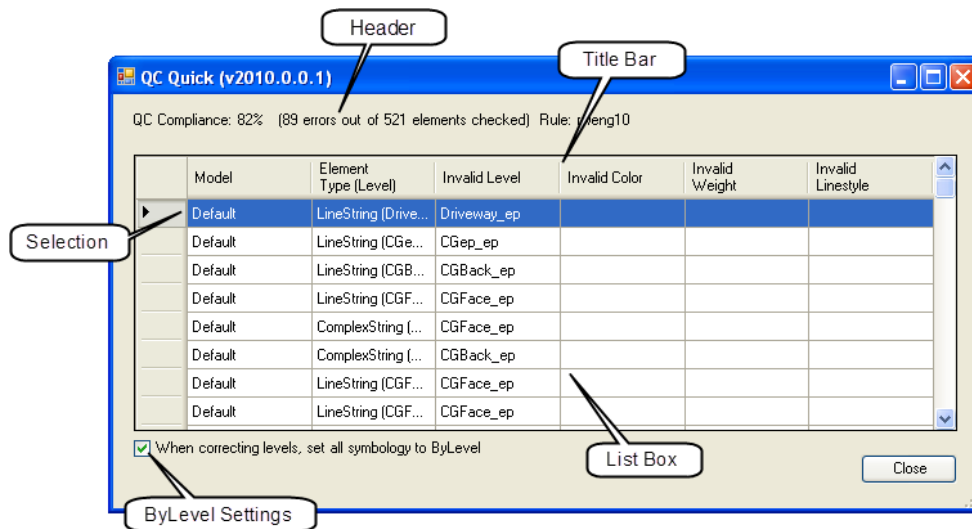 Header
Title Bar
QC Quick (v2010.0.0.1)
QC Compliance: 82% (89 errors out of 521 elements checked) Rule:
Model Element Type (Level) Invalid Level Invalid Color Invalid Weight Invalid Linestyle
Selection
Default LineString (Drive... Driveway_ep
Default LineString (CGe... CGep_ep
Default LineString (CGB... CGBack_ep
Default LineString (CGF... CGFace_ep
Default ComplexString (... CGFace_ep
Default ComplexString (... CGBack_ep
Default LineString (CGF... CGFace_ep
Default LineString (CGF... CGFace_ep
When correcting levels, set all symbology to ByLevel
List Box
Close
ByLevel Settings